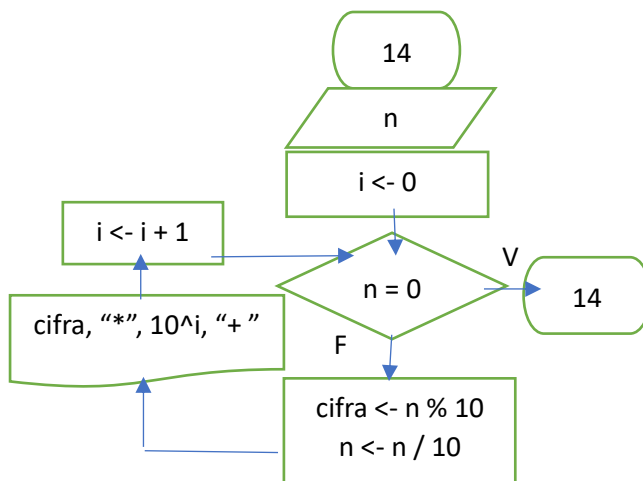 14
n
i <- 0
i <- i + 1
n = 0
V
14
cifra, “*”, 10^i, “+ ”
F
cifra <- n % 10
n <- n / 10